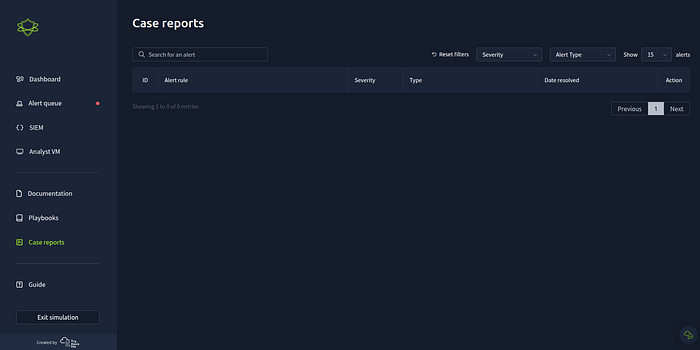 Case reports
Search for an alert
Reset filters
Severity
Alert Type
Show 15 alerts
ID Alert rule Severity Type Date resolved Action
Showing 1 to 0 of 0 entries
Previous 1 Next
Dashboard
Alert queue
SIEM
Analyst VM
Documentation
Playbooks
Case reports
Guide
Exit simulation
Created by